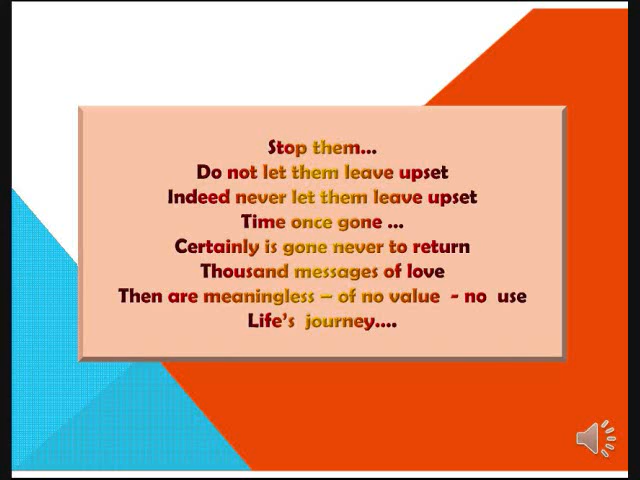 Stop them...
Do not let them leave upset
Indeed never let them leave upset
Time once gone ...
Certainly is gone never to return
Thousand messages of love
Then are meaningless – of no value - no use
Life's journey....